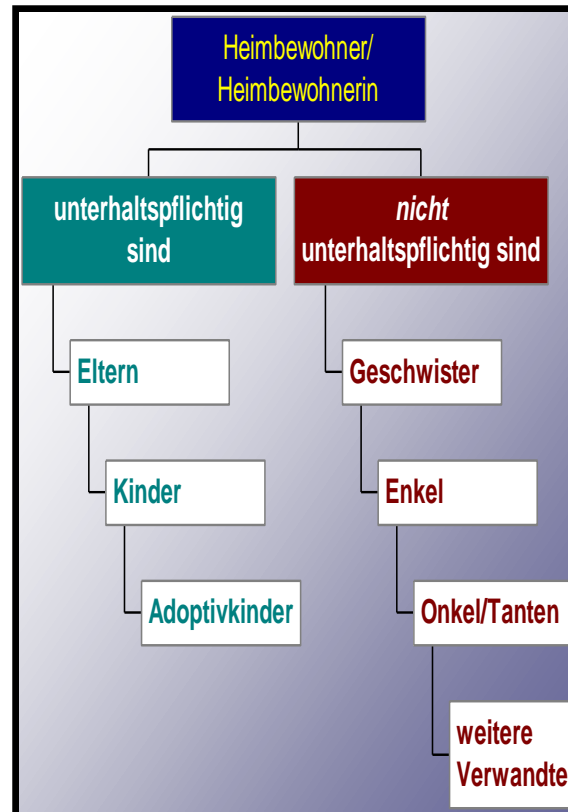 Heimbewohner/
Heimbewohnerin
unterhaltspflichtig
sind
Eltern
Kinder
Adoptivkinder
nicht
unterhaltspflichtig sind
Geschwister
Enkel
Onkel/Tanten
weitere
Verwandte